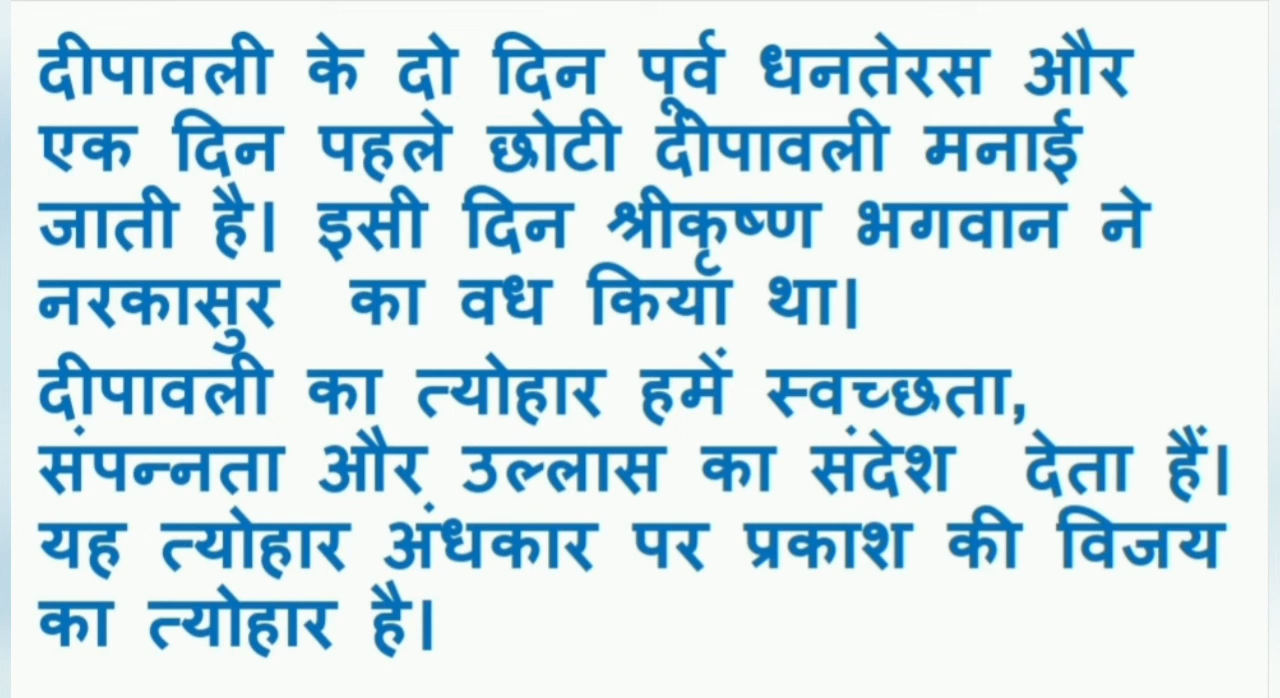 दीपावली के दो दिन पूर्व धनतेरस और
एक दिन पहले छोटी दीपावली मनाई
जाती है। इसी दिन श्रीकृष्ण भगवान ने
नरकासुर का वध किया था।
दीपावली का त्योहार हमें स्वच्छता,
संपन्नता और उल्लास का संदेश देता हैं।
यह त्योहार अंधकार पर प्रकाश की विजय
का त्योहार है।